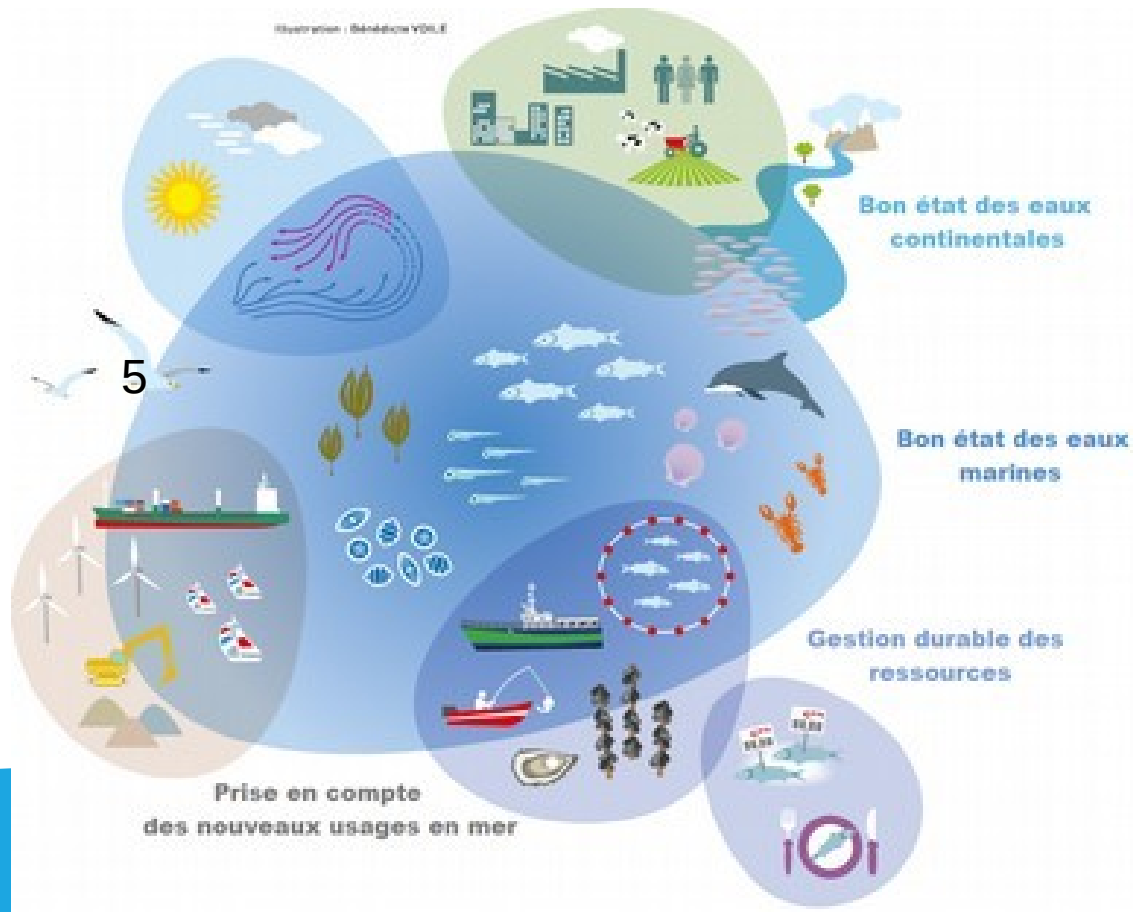 Illustration : Bénédicte VOILE
Bon état des eaux
continentales
5
Bon état des eaux
marines
Gestion durable des
ressources
Prise en compte
des nouveaux usages en mer